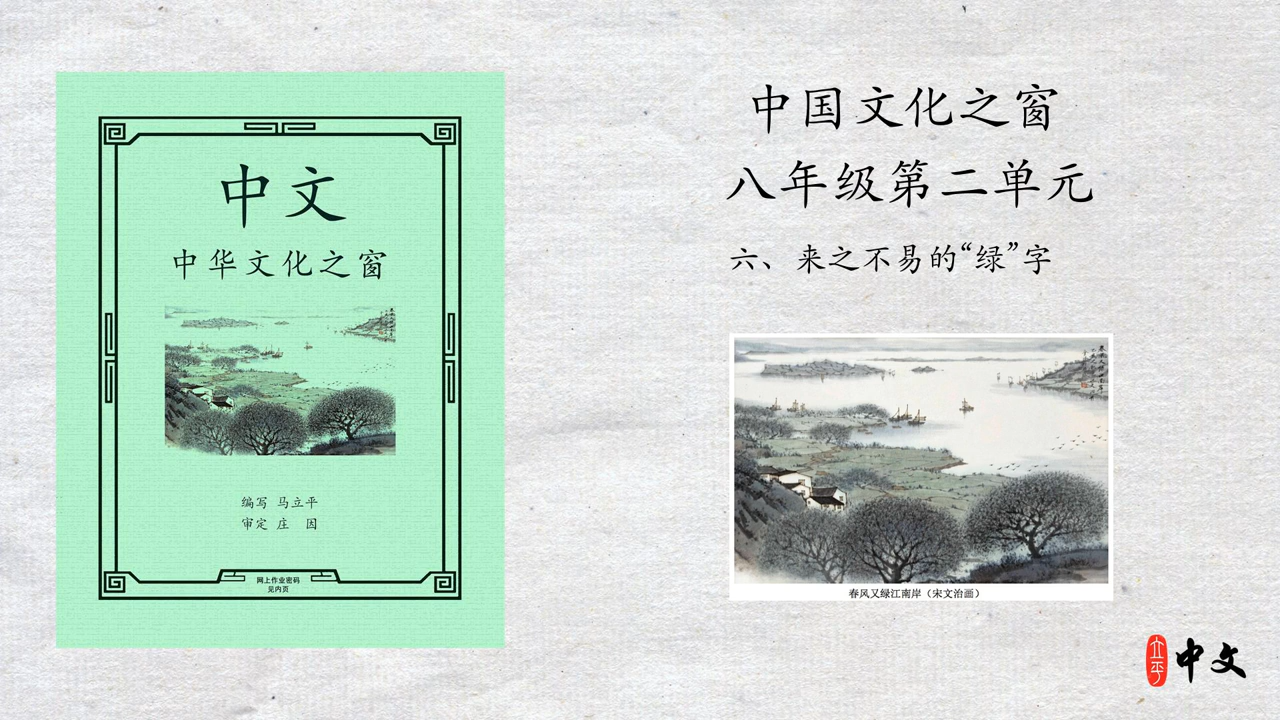 中文
中华文化之窗
编写 马立平
审定 庄 因
网上作业密码
见内页
中国文化之窗
八年级第二单元
六、来之不易的“绿”字
春风又绿江南岸（宋文治画）
立平
中文